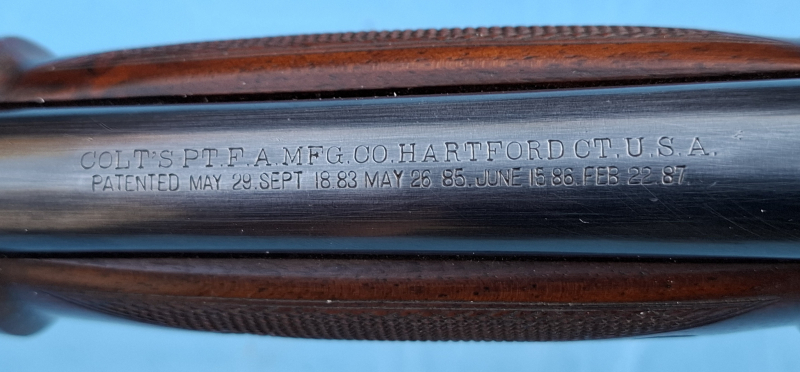 COLT'S PT.F.A.MFG.CO.HARTFORD CT.U.S.A.
PATENTED MAY 29.SEPT 18 83 MAY 26 85.JUNE 15 86.FEB 22 87.